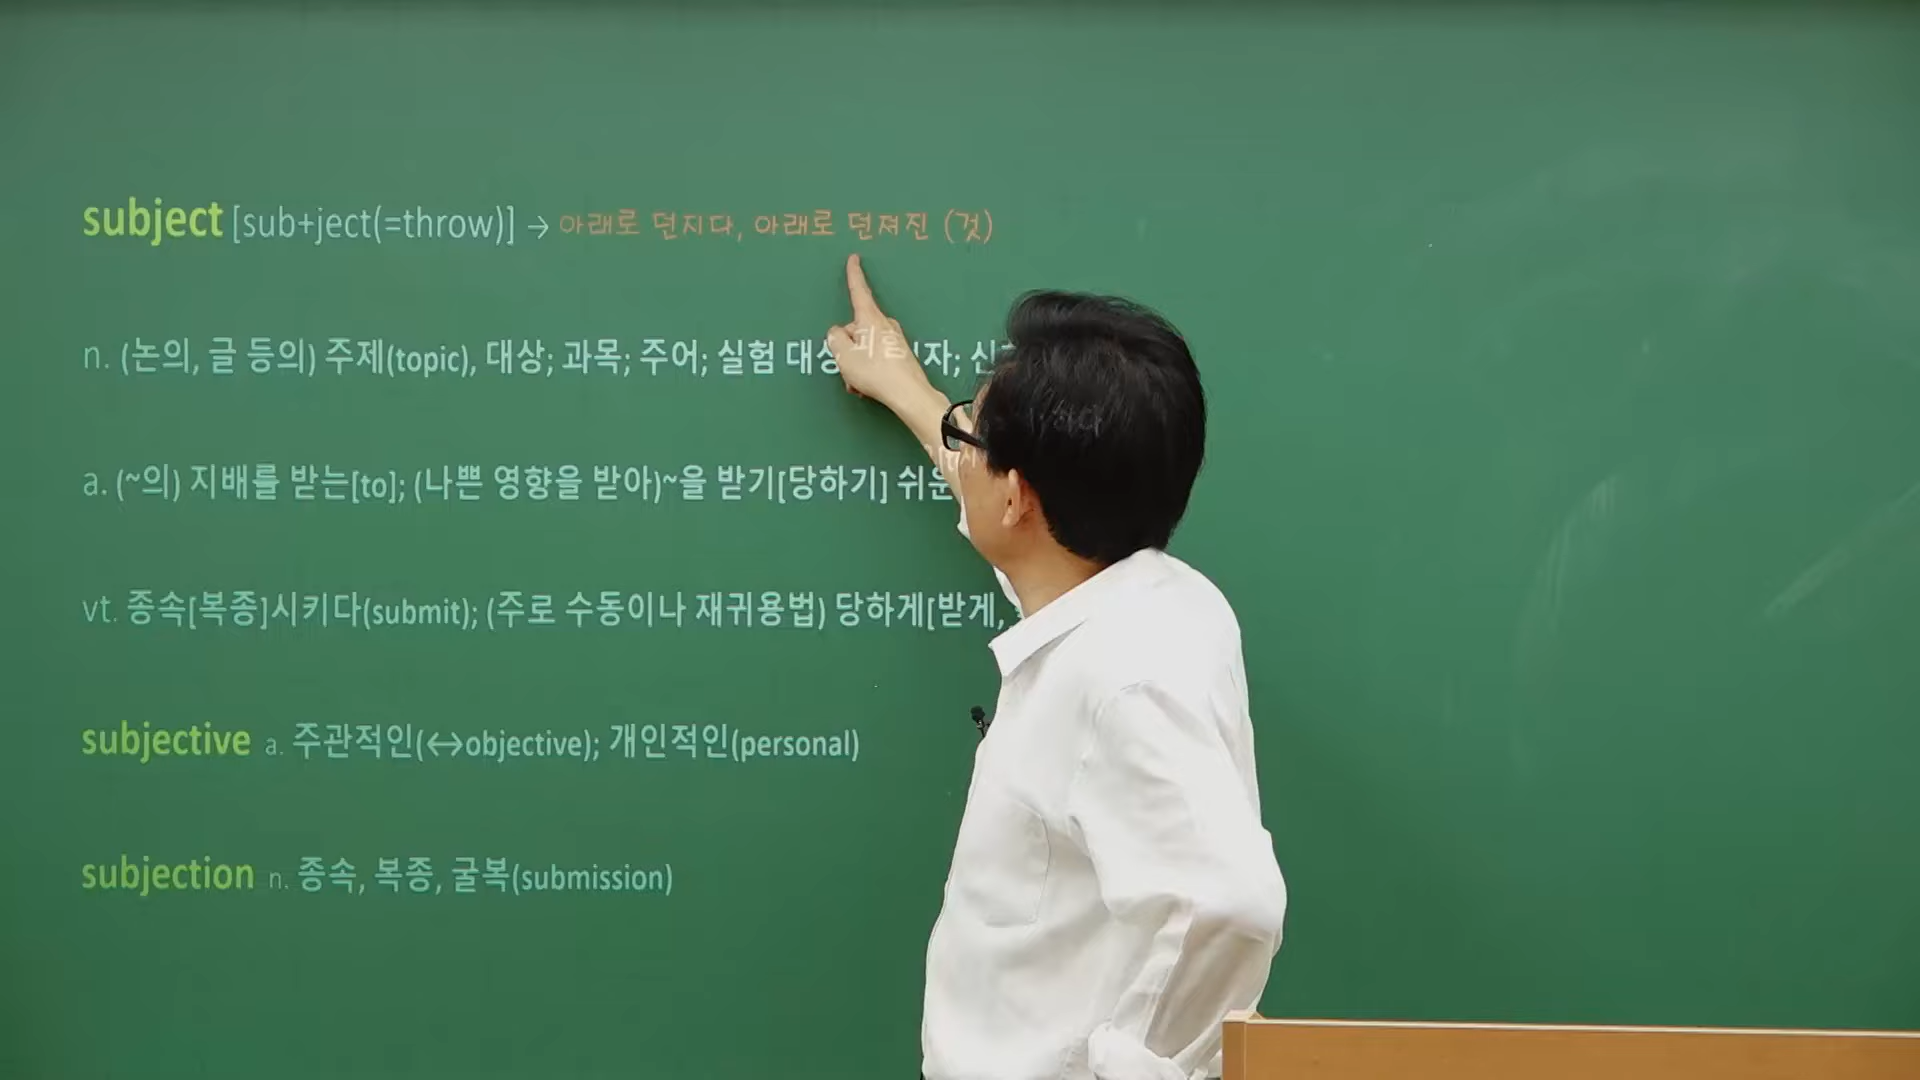 subject [sub+ject(=throw)] → 아래로 던지다, 아래로 던져진 (것)
n. (논의, 글 등의) 주제(topic), 대상; 과목; 주어; 실험 대상
a. (~의) 지배를 받는[to]; (나쁜 영향을 받아)~을 받기[당하기] 쉬운
vt. 종속[복종]시키다(submit); (주로 수동이나 재귀용법) 당하게[받게,
subjective a. 주관적인(↔objective); 개인적인(personal)
subjection n. 종속, 복종, 굴복(submission)